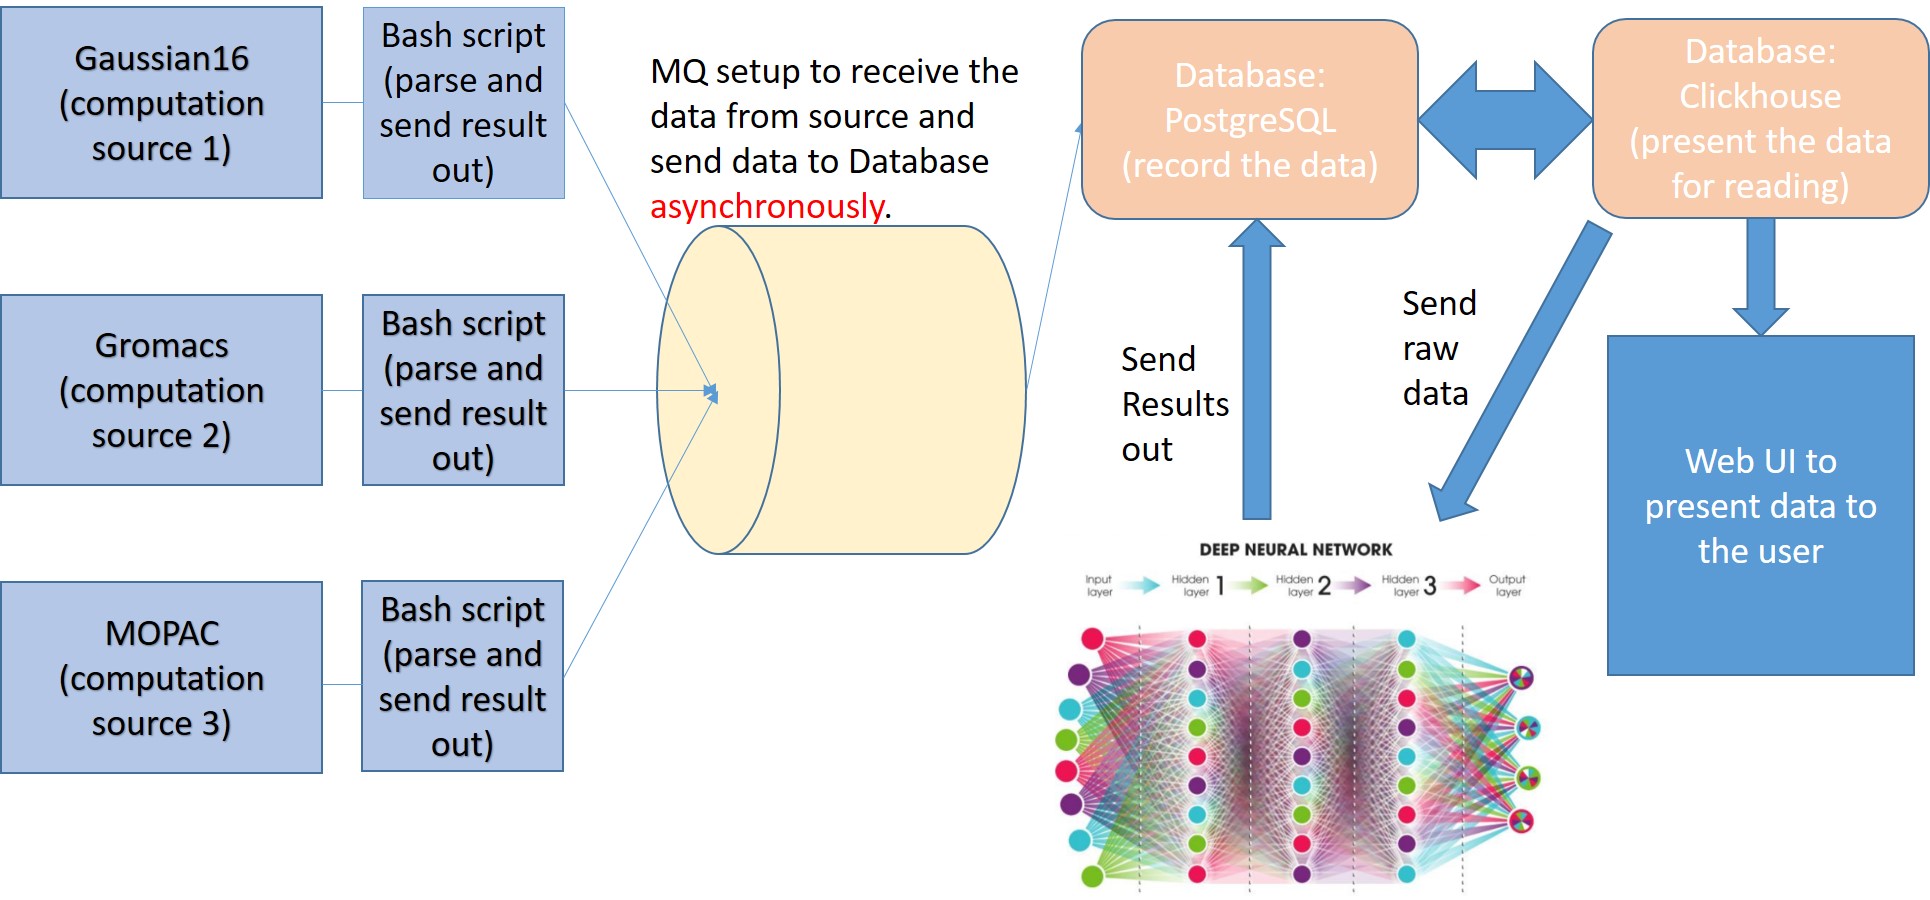 Gaussian16
(computation
source 1)
Bash script
(parse and
send result
out)
Gromacs
(computation
source 2)
Bash script
(parse and
send result
out)
MOPAC
(computation
source 3)
Bash script
(parse and
send result
out)
MQ setup to receive the
data from source and
send data to Database
asynchronously.
Database:
PostgreSQL
(record the data)
Database:
Clickhouse
(present the data
for reading)
Send
Results
out
Send
raw
data
Web UI to
present data to
the user
DEEP NEURAL NETWORK
Input
layer
Hidden
layer 1
Hidden
layer 2
Hidden
layer 3
Output
layer